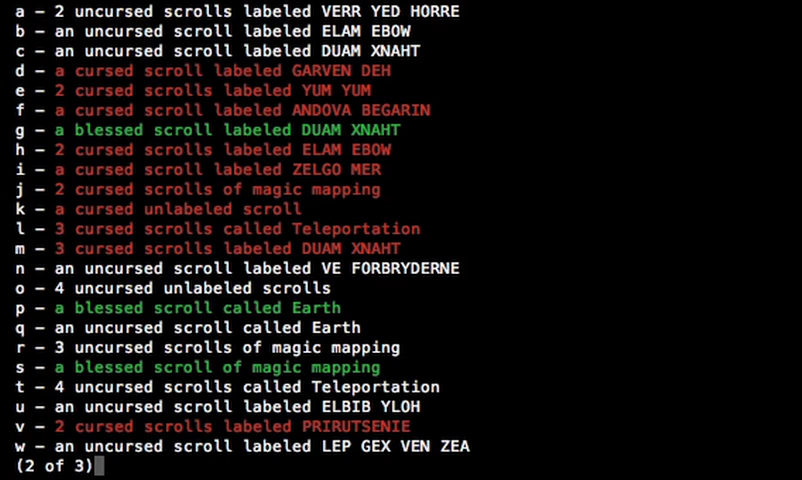 a – 2 uncursed scrolls labeled VERR YED HORRE
b – an uncursed scroll labeled ELAM EBOW
c – an uncursed scroll labeled DUAM XNAHT
d – a cursed scroll labeled GARVEN DEH
e – 2 cursed scrolls labeled YUM YUM
f – a cursed scroll labeled ANDOVA BEGARIN
g – a blessed scroll labeled DUAM XNAHT
h – 2 cursed scrolls labeled ELAM EBOW
i – a cursed scroll labeled ZELGO MER
j – 2 cursed scrolls of magic mapping
k – a cursed unlabeled scroll
l – 3 cursed scrolls called Teleportation
m – 3 cursed scrolls labeled DUAM XNAHT
n – an uncursed scroll labeled VE FORBRYDERNE
o – 4 uncursed unlabeled scrolls
p – a blessed scroll called Earth
q – an uncursed scroll called Earth
r – 3 uncursed scrolls of magic mapping
s – a blessed scroll of magic mapping
t – 4 uncursed scrolls called Teleportation
u – an uncursed scroll labeled ELBIB YLOH
v – 2 cursed scrolls labeled PRIRUTSENIE
w – an uncursed scroll labeled LEP GEX VEN ZEA
(2 of 3)